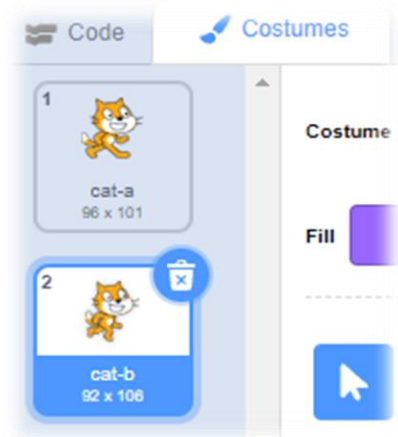 Code
Costumes
1
cat-a
96 x 101
2
cat-b
92 x 106
Costume
Fill